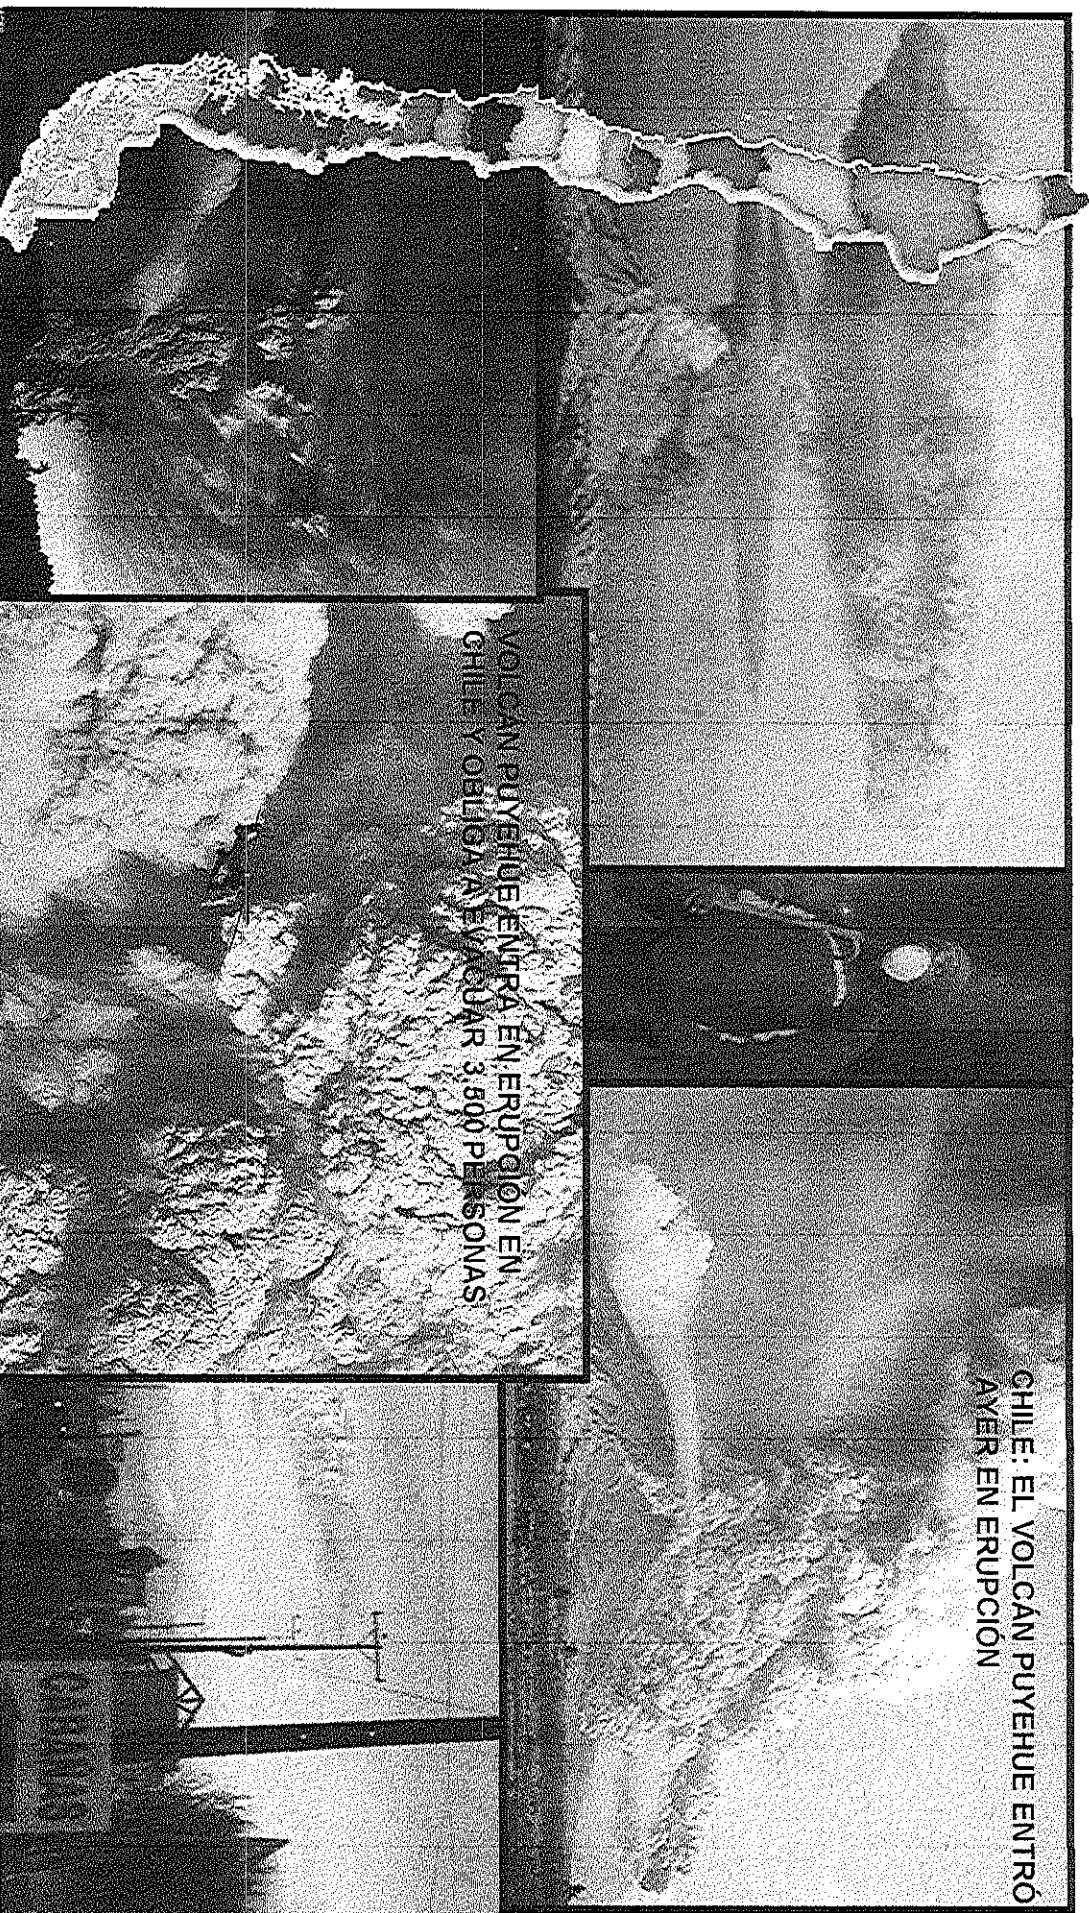 CHILE: EL VOLCÁN PUYEHUE ENTRÓ
AYER EN ERUPCIÓN
VOLCÁN PUYEHUE ENTRA EN ERUPCIÓN EN
CHILE Y OBLIGA A EVACUAR 3.500 PERSONAS